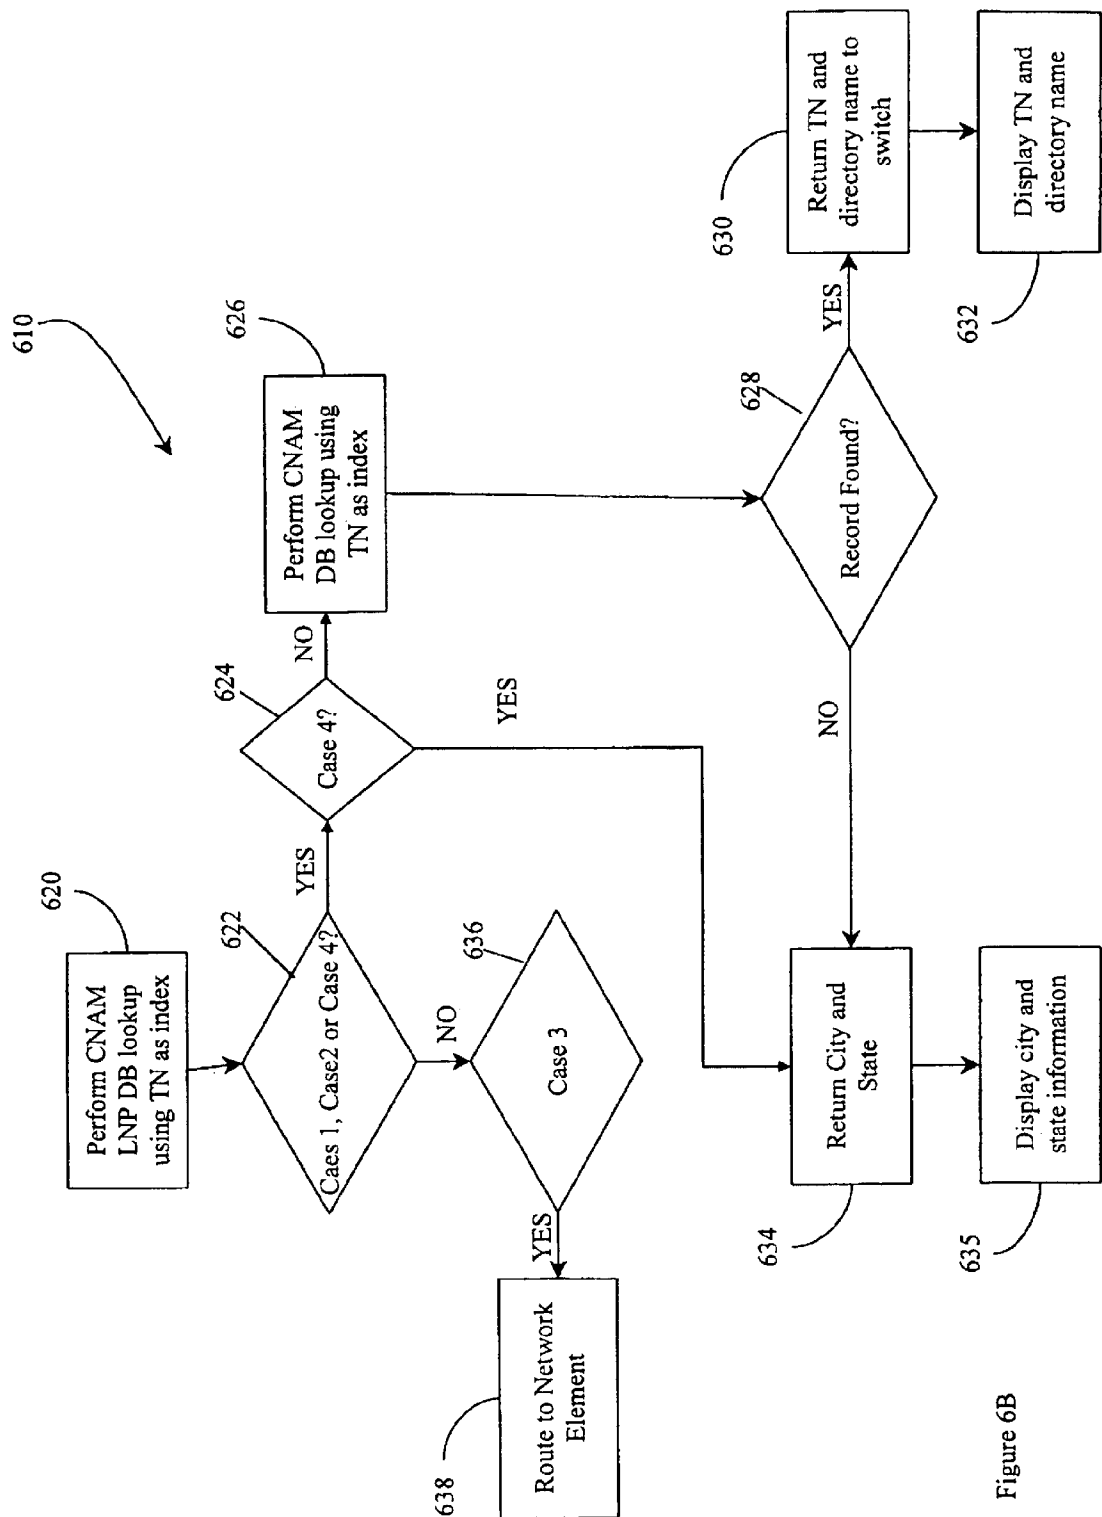 610
620
Perform CNAM
LNP DB lookup
using TN as index
622
Caes 1, Case2 or Case 4?
YES
NO
624
Case 4?
NO
YES
626
Perform CNAM
DB lookup using
TN as index
628
Record Found?
YES
NO
630
Return TN and
directory name to
switch
632
Display TN and
directory name
634
Return City and
State
635
Display city and
state information
636
Case 3
YES
638
Route to Network
Element
Figure 6B